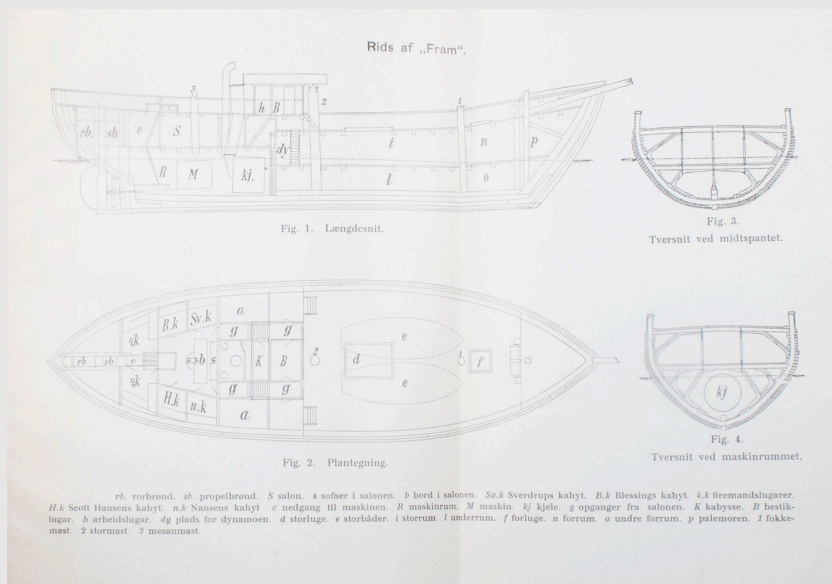 Rids af „Fram“.
3
h B
2
1
rb. sb. c S
i
n
p
dy
R M kj.
l
o
Fig. 1. Længdesnit.
Fig. 3.
Tversnit ved midtspantet.
B.k Sv.k a
g g
4k
e
rb sb c
s 3 b s
K B
2
d
1
f
4k
e
g g
H.k n.k a
kj
Fig. 4.
Tversnit ved maskinrummet.
Fig. 2. Plantegning.
rb. rorbrønd. sb. propelbrønd. S salon. s sofaer i salonen. b bord i salonen. Sv.k Sverdrups kahyt. B.k Blessings kahyt. 4,k firemandslugarer.
H.k Scott Hansens kahyt. n.k Nansens kahyt c nedgang til maskinen. R maskinrum. M maskin. kj kjele. g opganger fra salonen. K kabysse. B bestik-
lugar. h arbeidslugar. dy plads for dynamoen. d storluge. e storbåder. i storrum. l underrum. f forluge. n forrum. o undre forrum. p palemoren. 1 fokke-
mast. 2 stormast. 3 mesanmast.